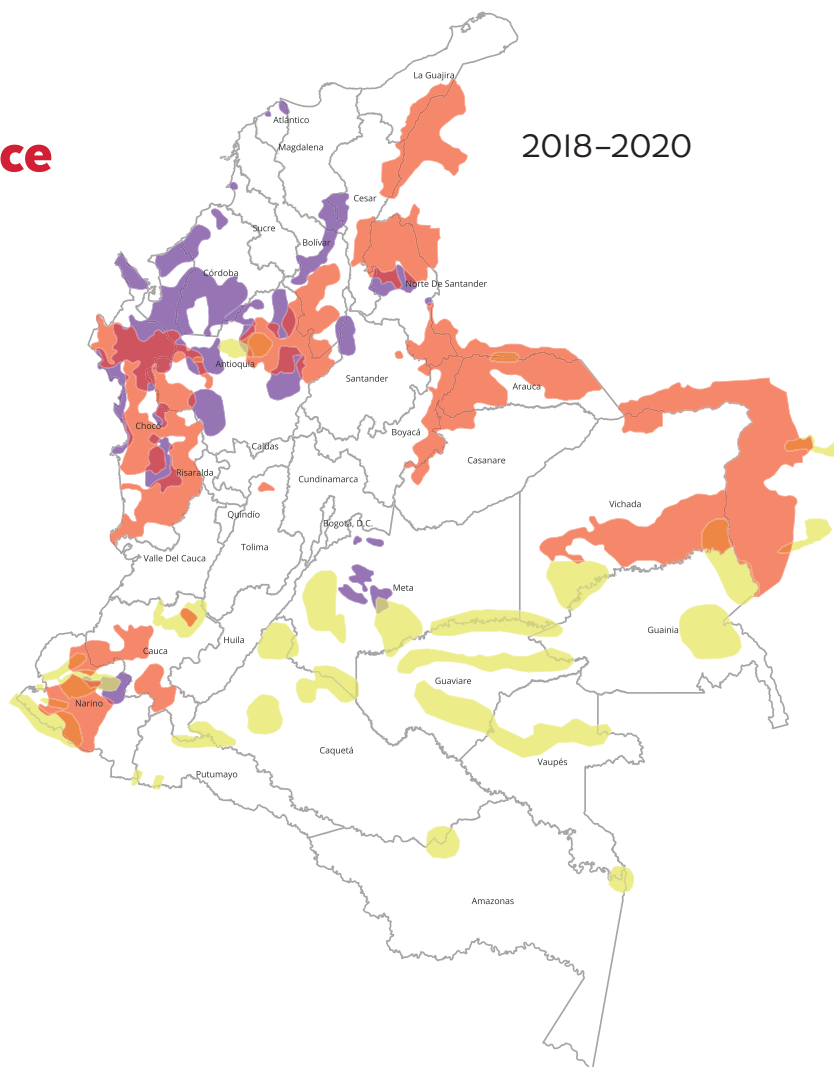 La Guajira
2018–2020
Atlántico
Magdalena
ce
Cesar
Sucre
Bolívar
Córdoba
Norte De Santander
Antioquia
Santander
Arauca
Chocó
Boyacá
Caldas
Casanare
Risaralda
Cundinamarca
Vichada
Quindío
Bogotá, D.C.
Tolima
Valle Del Cauca
Meta
Guainia
Huila
Cauca
Guaviare
Narino
Caquetá
Vaupés
Putumayo
Amazonas